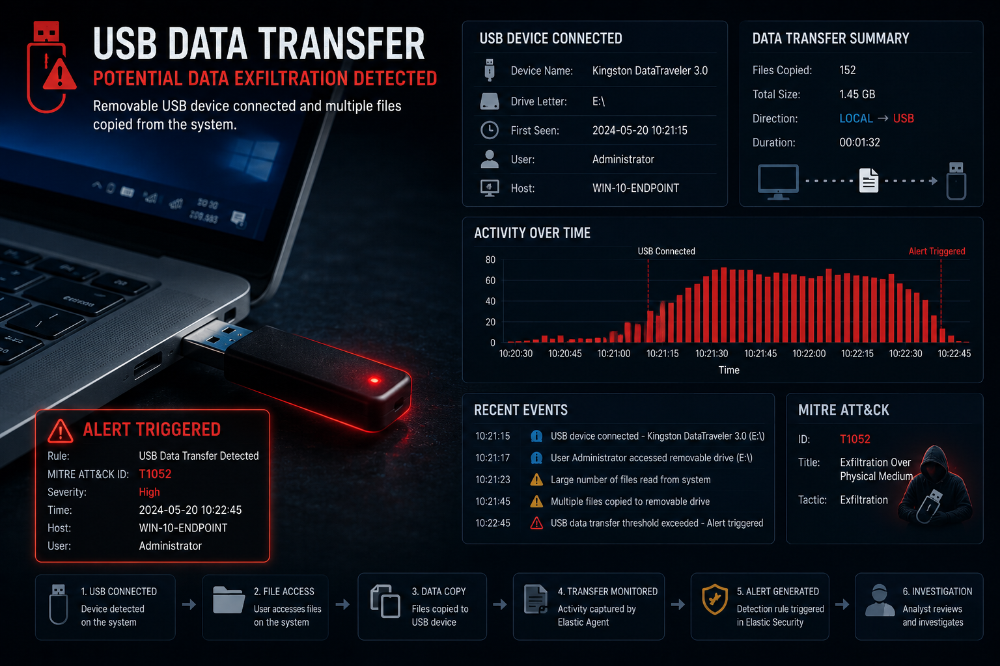 USB DATA TRANSFER
POTENTIAL DATA EXFILTRATION DETECTED
Removable USB device connected and multiple files
copied from the system.
USB DEVICE CONNECTED
Device Name: Kingston DataTraveler 3.0
Drive Letter: E:\
First Seen: 2024-05-20 10:21:15
User: Administrator
Host: WIN-10-ENDPOINT
DATA TRANSFER SUMMARY
Files Copied: 152
Total Size: 1.45 GB
Direction: LOCAL → USB
Duration: 00:01:32
ACTIVITY OVER TIME
USB Connected
Alert Triggered
80
60
40
20
0
10:20:30 10:20:45 10:21:00 10:21:15 10:21:30 10:21:45 10:22:00 10:22:15 10:22:30 10:22:45
Time
ALERT TRIGGERED
Rule: USB Data Transfer Detected
MITRE ATT&CK ID: T1052
Severity: High
Time: 2024-05-20 10:22:45
Host: WIN-10-ENDPOINT
User: Administrator
RECENT EVENTS
10:21:15 USB device connected - Kingston DataTraveler 3.0 (E:\)
10:21:17 User Administrator accessed removable drive (E:\)
10:21:23 Large number of files read from system
10:21:45 Multiple files copied to removable drive
10:22:45 USB data transfer threshold exceeded - Alert triggered
MITRE ATT&CK
ID: T1052
Title: Exfiltration Over
Physical Medium
Tactic: Exfiltration
1. USB CONNECTED
Device detected
on the system
2. FILE ACCESS
User accesses files
on the system
3. DATA COPY
Files copied to
USB device
4. TRANSFER MONITORED
Activity captured by
Elastic Agent
5. ALERT GENERATED
Detection rule triggered
in Elastic Security
6. INVESTIGATION
Analyst reviews
and investigates